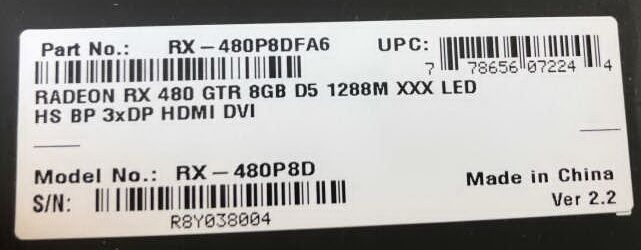 Part No.: RX-480P8DFA6 UPC: 7 78656 07224 4
RADEON RX 480 GTR 8GB D5 1288M XXX LED
HS BP 3xDP HDMI DVI
Model No.: RX-480P8D
Made in China
S/N: R8Y038004
Ver 2.2